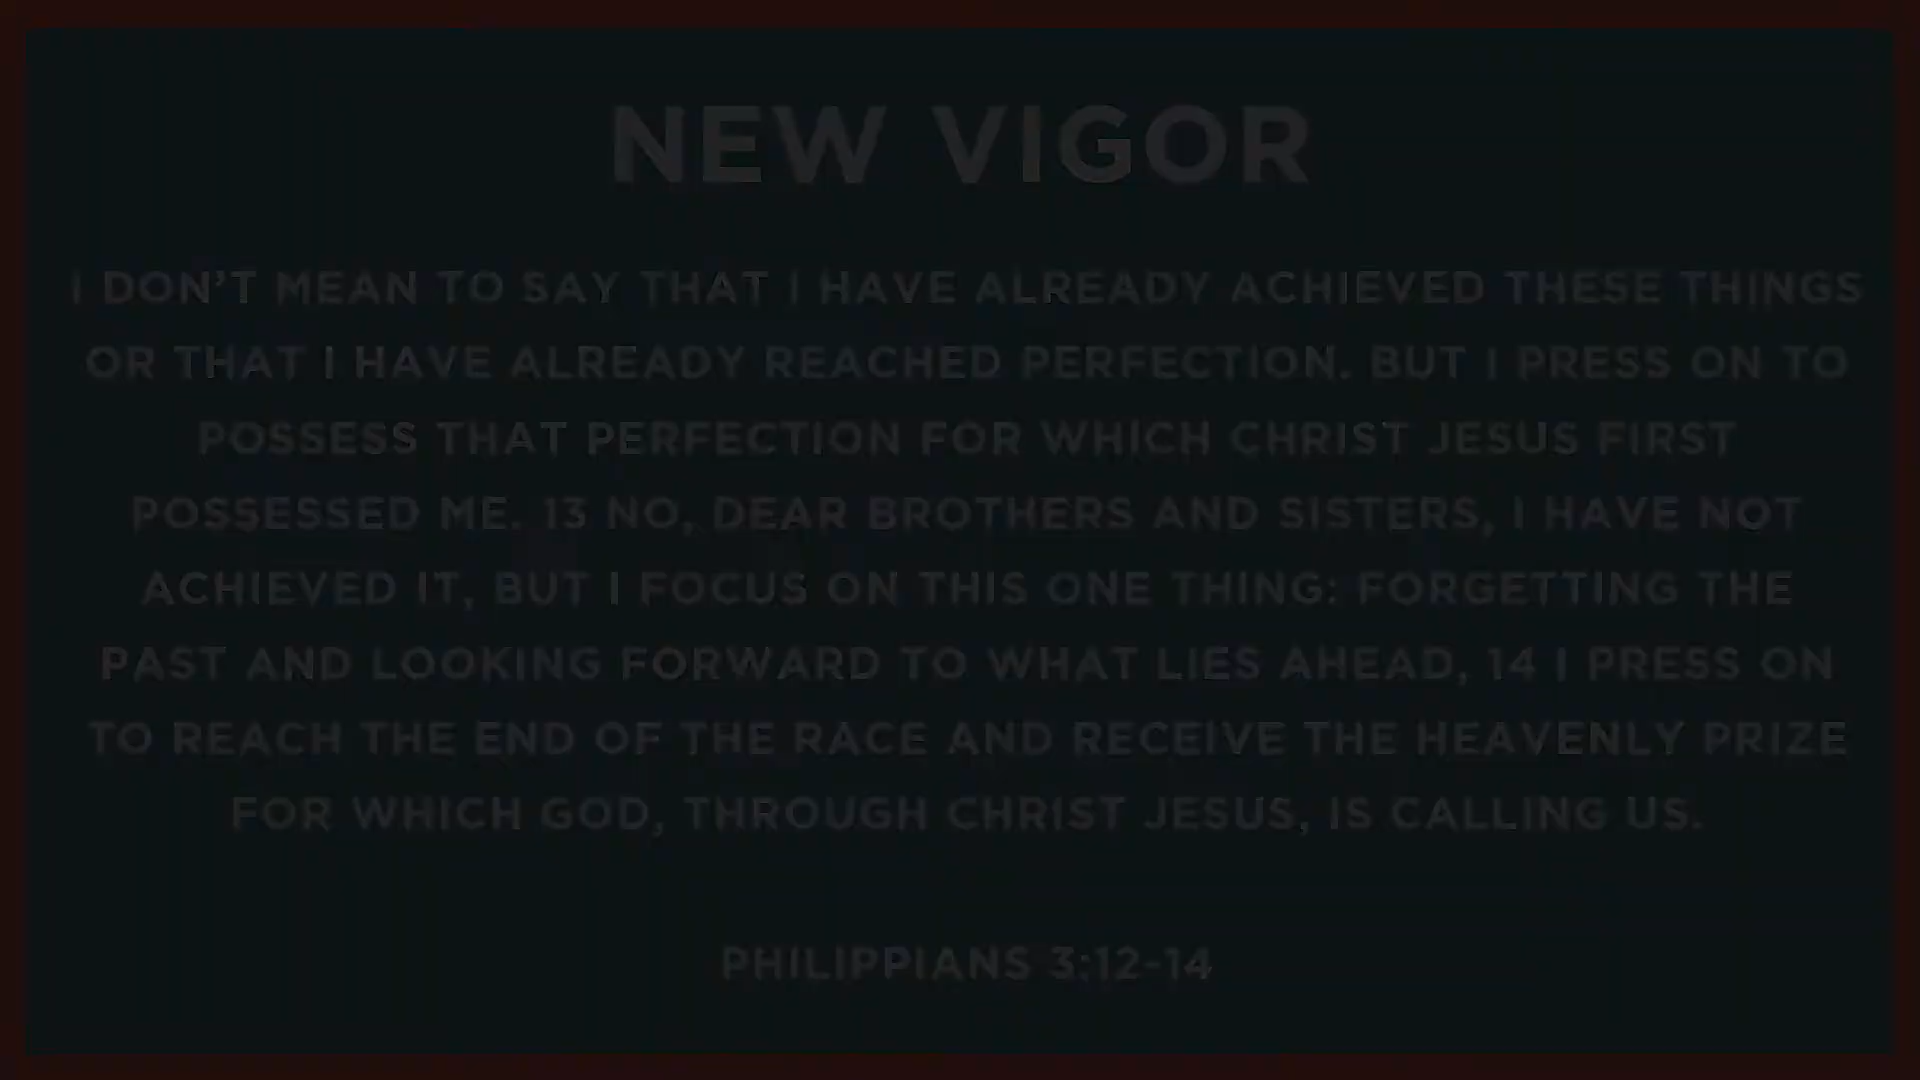 NEW VIGOR
I DON’T MEAN TO SAY THAT I HAVE ALREADY ACHIEVED THESE THINGS
OR THAT I HAVE ALREADY REACHED PERFECTION. BUT I PRESS ON TO
POSSESS THAT PERFECTION FOR WHICH CHRIST JESUS FIRST
POSSESSED ME. 13 NO, DEAR BROTHERS AND SISTERS, I HAVE NOT
ACHIEVED IT, BUT I FOCUS ON THIS ONE THING: FORGETTING THE
PAST AND LOOKING FORWARD TO WHAT LIES AHEAD, 14 I PRESS ON
TO REACH THE END OF THE RACE AND RECEIVE THE HEAVENLY PRIZE
FOR WHICH GOD, THROUGH CHRIST JESUS, IS CALLING US.
PHILIPPIANS 3:12-14